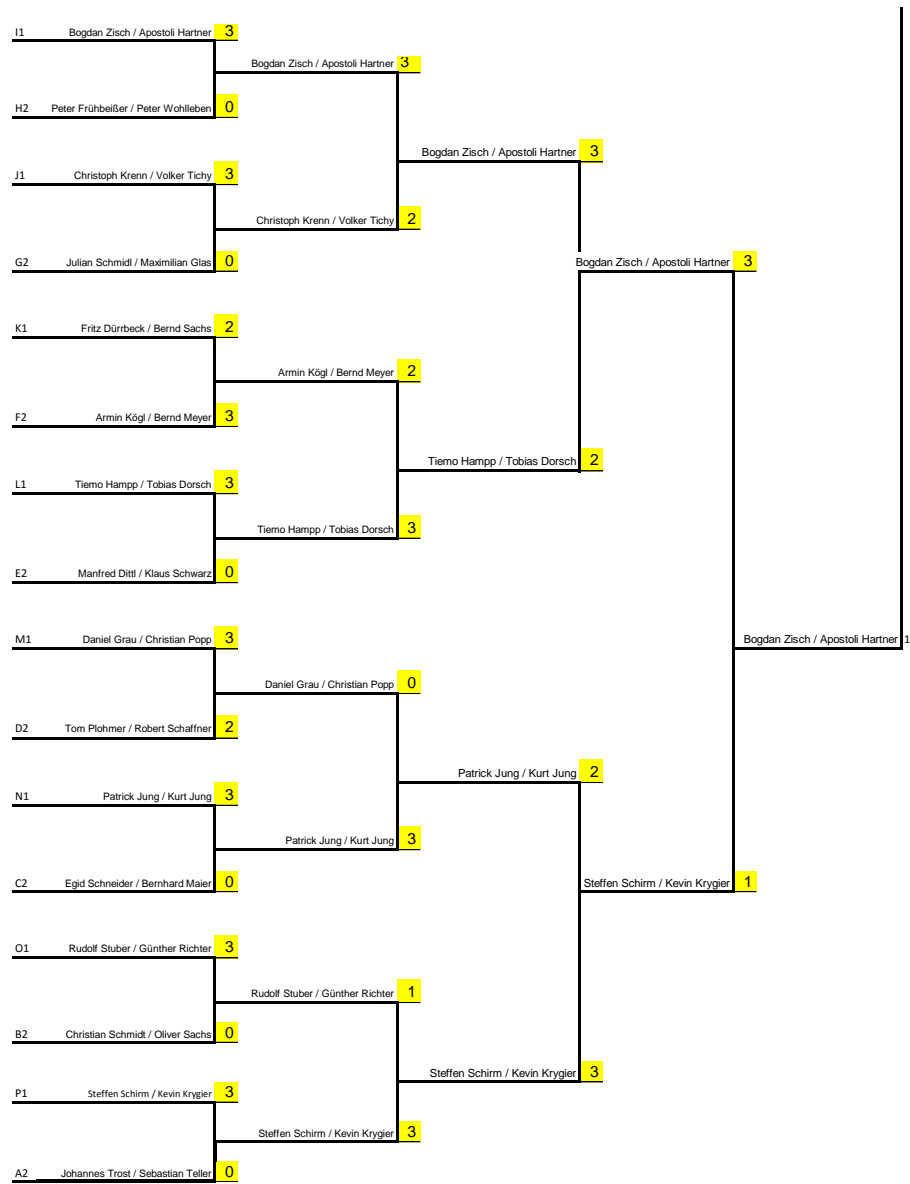 I1 Bogdan Zisch / Apostoli Hartner 3
Bogdan Zisch / Apostoli Hartner 3
H2 Peter Frühbeißer / Peter Wohlleben 0
Bogdan Zisch / Apostoli Hartner 3
J1 Christoph Krenn / Volker Tichy 3
Christoph Krenn / Volker Tichy 2
G2 Julian Schmidl / Maximilian Glas 0
Bogdan Zisch / Apostoli Hartner 3
K1 Fritz Dürrbeck / Bernd Sachs 2
Armin Kögl / Bernd Meyer 2
F2 Armin Kögl / Bernd Meyer 3
Tiemo Hampp / Tobias Dorsch 2
L1 Tiemo Hampp / Tobias Dorsch 3
Tiemo Hampp / Tobias Dorsch 3
E2 Manfred Dittl / Klaus Schwarz 0
M1 Daniel Grau / Christian Popp 3
Bogdan Zisch / Apostoli Hartner 1
Daniel Grau / Christian Popp 0
D2 Tom Plohmer / Robert Schaffner 2
Patrick Jung / Kurt Jung 2
N1 Patrick Jung / Kurt Jung 3
Patrick Jung / Kurt Jung 3
C2 Egid Schneider / Bernhard Maier 0
Steffen Schirm / Kevin Krygier 1
O1 Rudolf Stuber / Günther Richter 3
Rudolf Stuber / Günther Richter 1
B2 Christian Schmidt / Oliver Sachs 0
Steffen Schirm / Kevin Krygier 3
P1 Steffen Schirm / Kevin Krygier 3
Steffen Schirm / Kevin Krygier 3
A2 Johannes Trost / Sebastian Teller 0